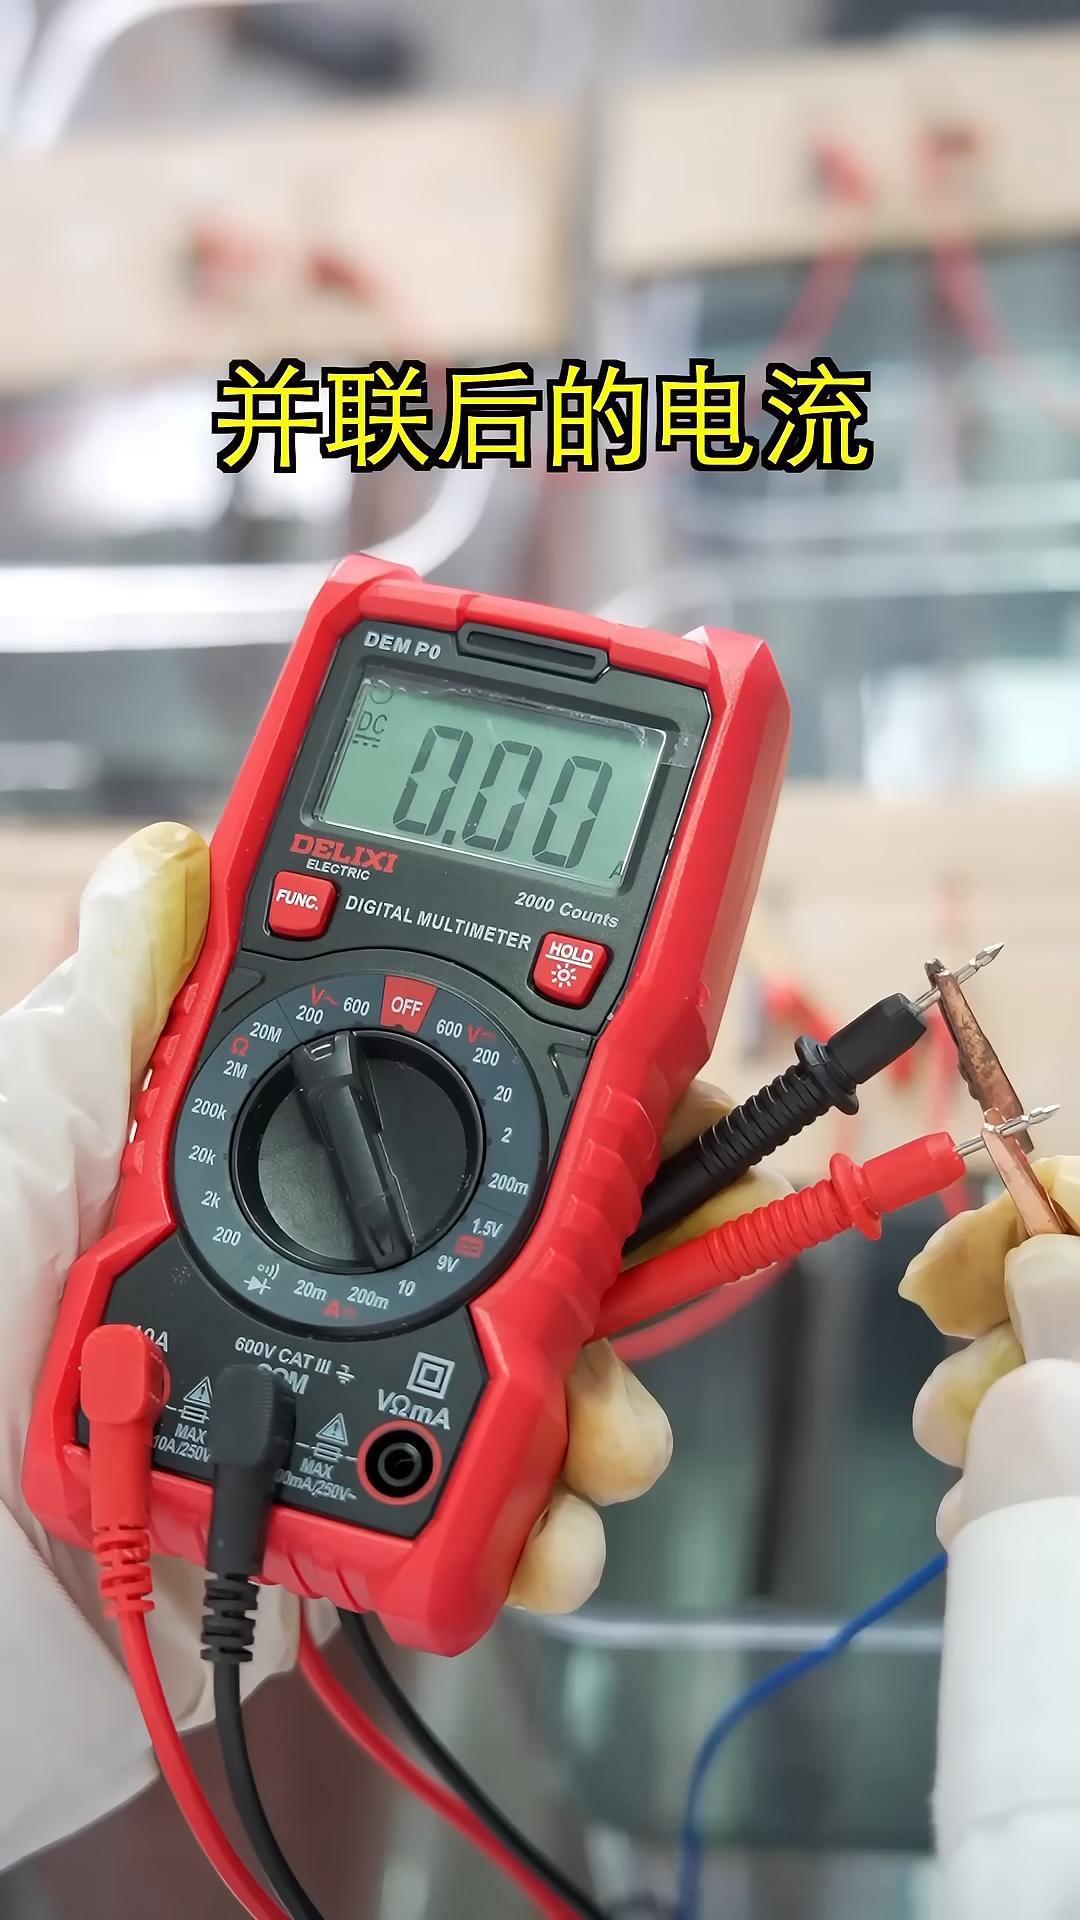 并联后的电流
DEM P0
DC
0.00
A
DELIXI
ELECTRIC
FUNC.
DIGITAL MULTIMETER
2000 Counts
HOLD
OFF
V~ 600
200
600 V
200
20M
Ω
2M
20
200k
2
20k
200m
2k
1.5V
200
9V
20m
200m
10
A
10A
600V CAT III
COM
VΩmA
MAX
10A/250V
MAX
00mA/250V~